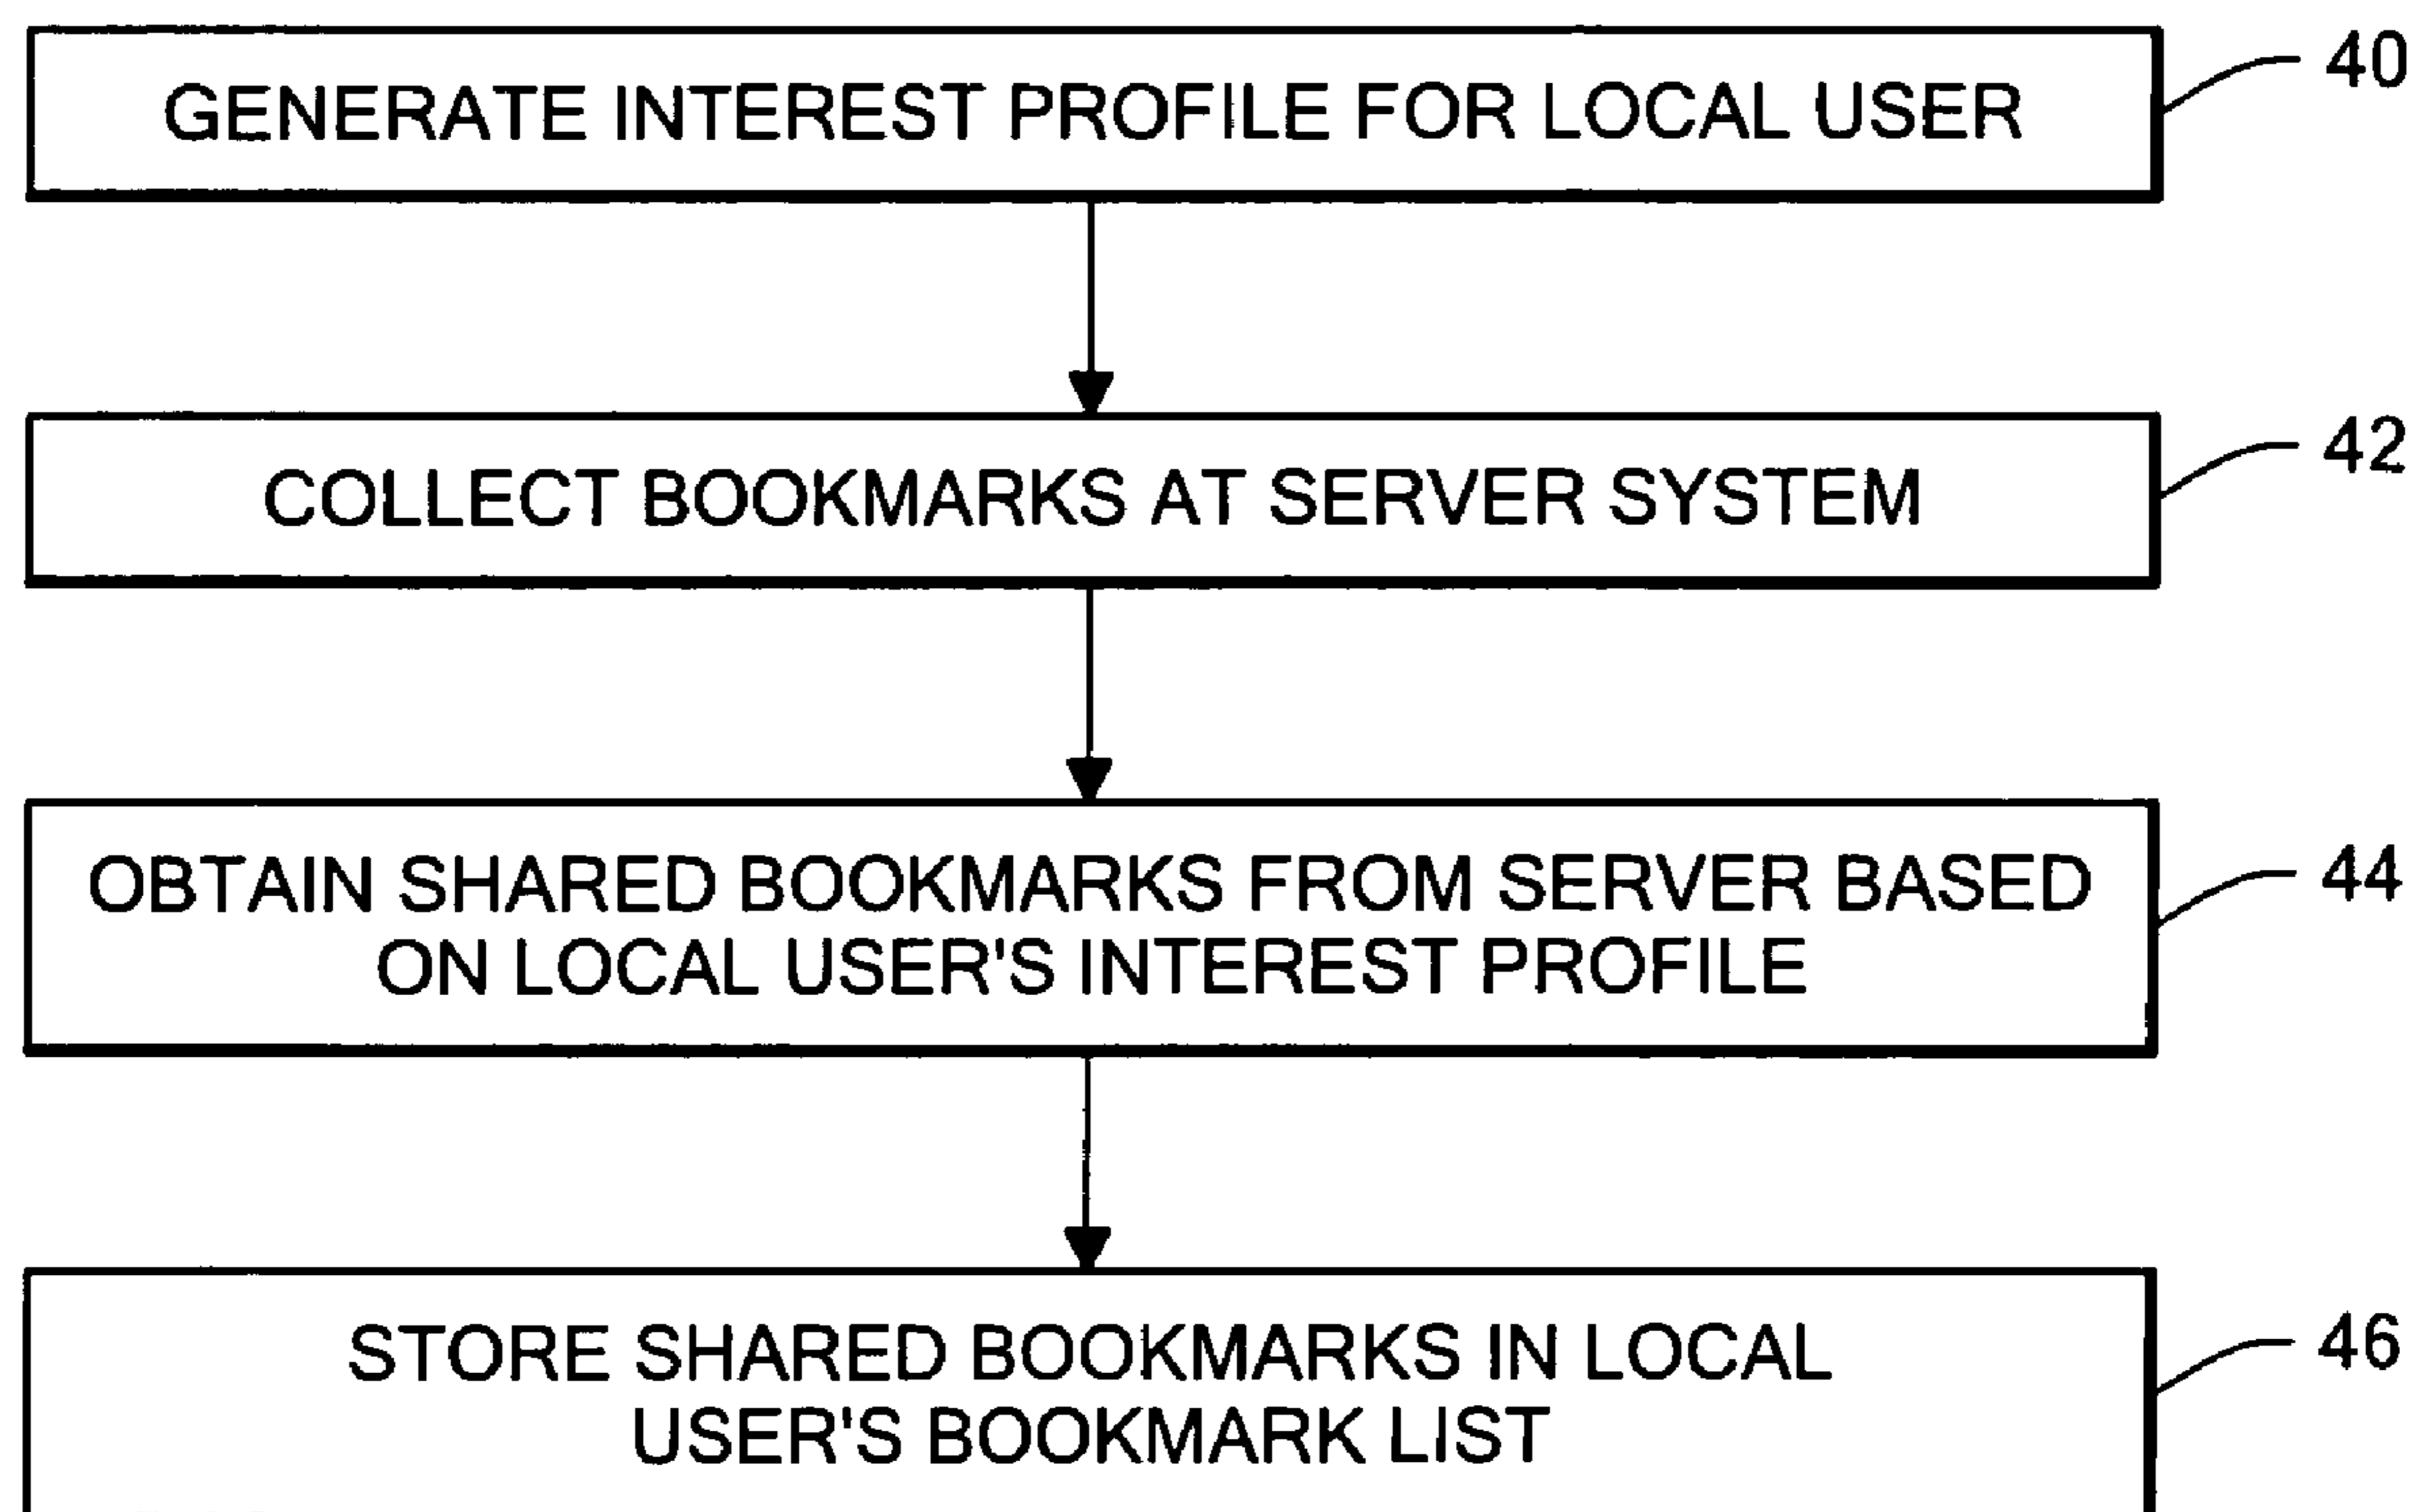 GENERATE INTEREST PROFILE FOR LOCAL USER
40
COLLECT BOOKMARKS AT SERVER SYSTEM
42
OBTAIN SHARED BOOKMARKS FROM SERVER BASED
ON LOCAL USER'S INTEREST PROFILE
44
STORE SHARED BOOKMARKS IN LOCAL
USER'S BOOKMARK LIST
46